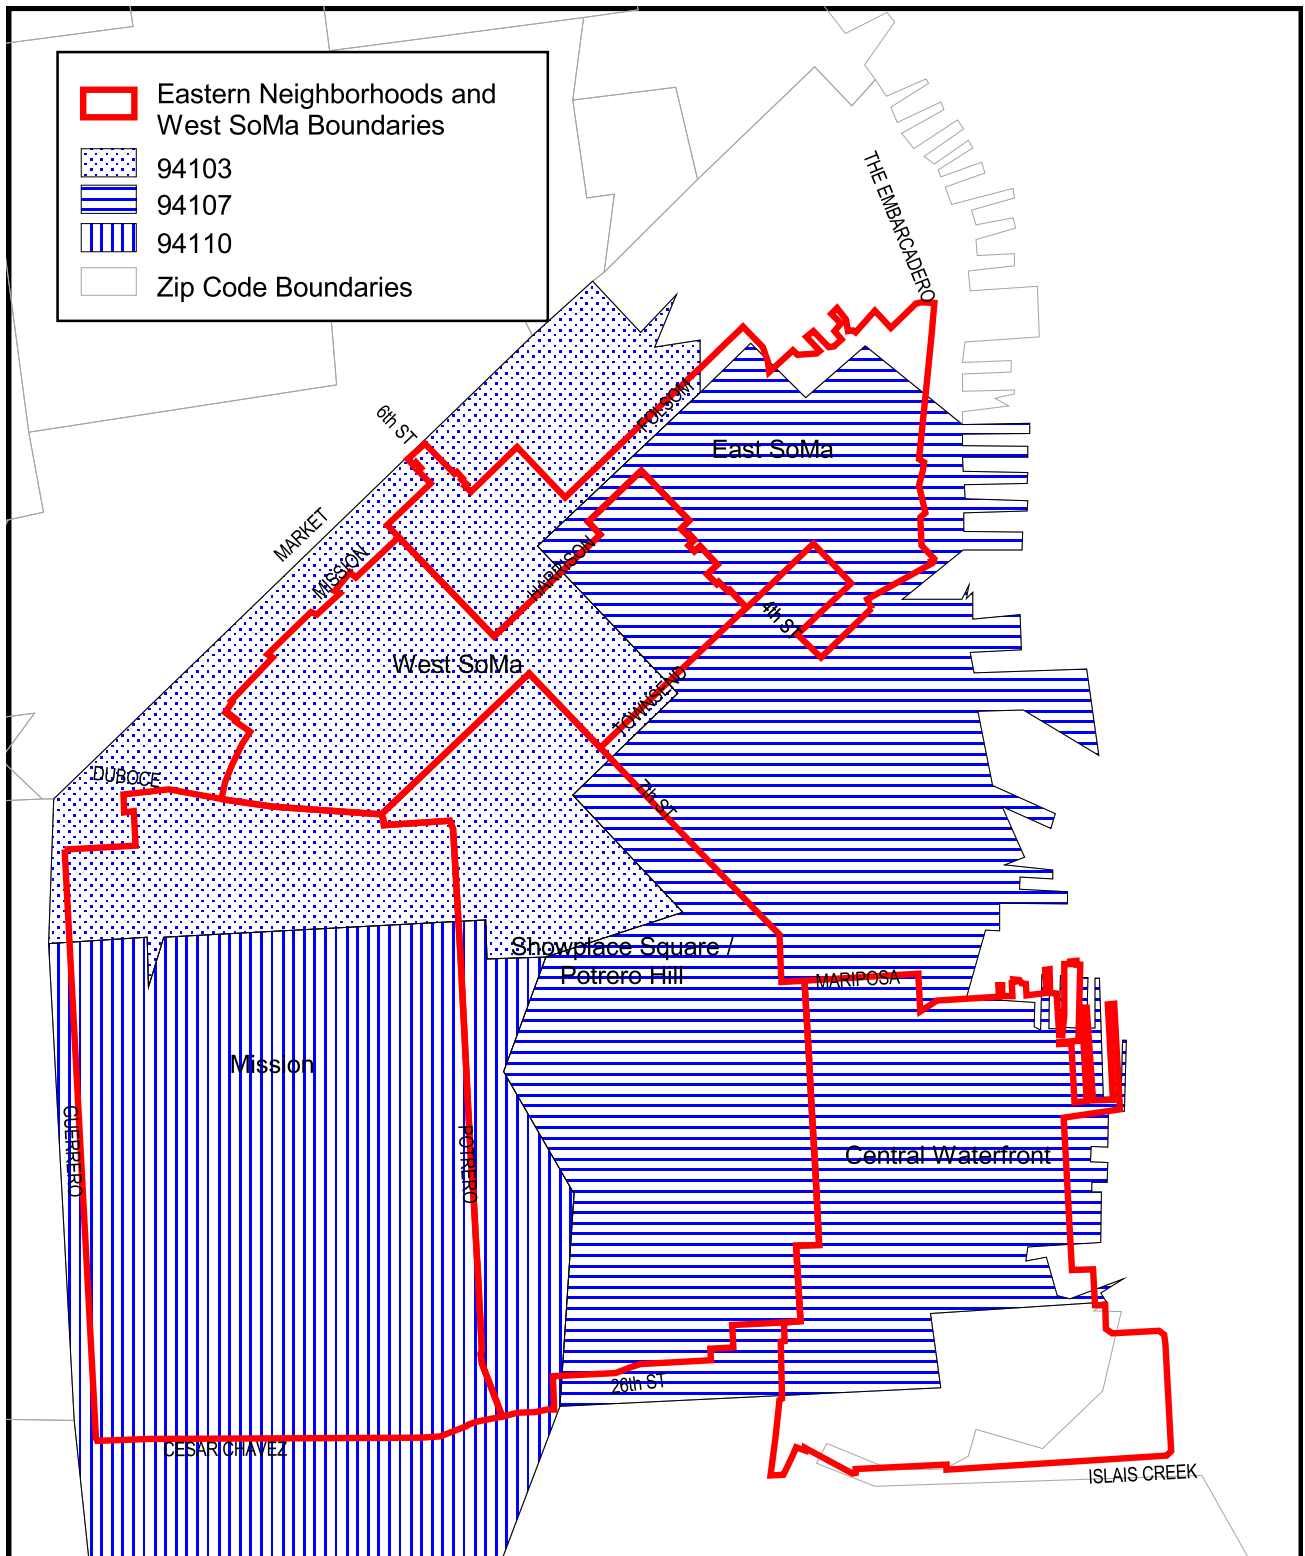 Eastern Neighborhoods and
West SoMa Boundaries
94103
94107
94110
Zip Code Boundaries
THE EMBARCADERO
6th ST
FOLSOM
East SoMa
MARKET
MISSION
HARRISON
4th ST
West SoMa
TOWNSEND
DUBOCE
7th ST
Showplace Square /
Potrero Hill
MARIPOSA
Mission
GUERRERO
POTRERO
Central Waterfront
26th ST
CESAR CHAVEZ
ISLAIS CREEK